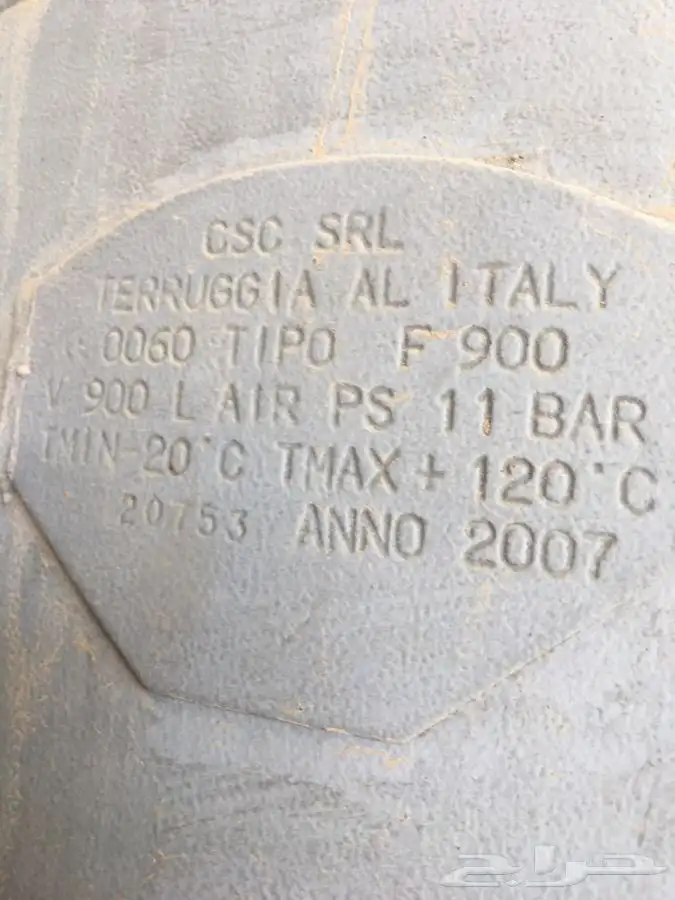 CSC SRL
TERRUGGIA AL ITALY
0060 TIPO F 900
V 900 L AIR PS 11 BAR
TMIN-20°C TMAX + 120°C
20753 ANNO 2007
حراج